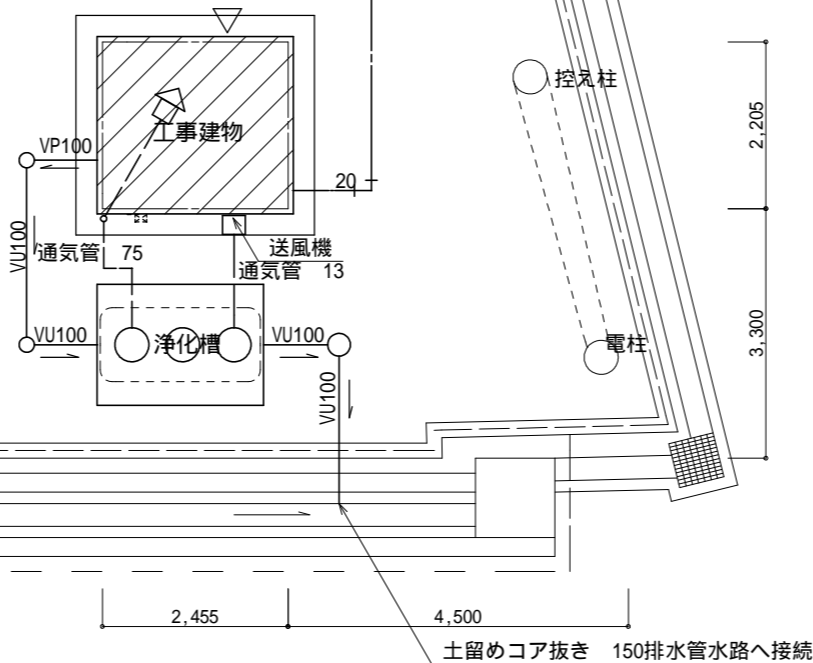 控え柱
2,205
工事建物
VP100
20
VU100
通気管 75
送風機
通気管 13
VU100
浄化槽
VU100
電柱
3,300
VU100
2,455
4,500
土留めコア抜き 150排水管水路へ接続